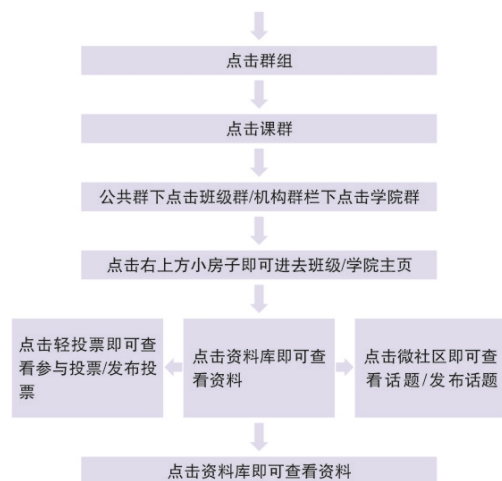 点击群组
点击课群
公共群下点击班级群/机构群栏下点击学院群
点击右上方小房子即可进去班级/学院主页
点击轻投票即可查
看参与投票/发布投
票
点击资料库即可查
看资料
点击微社区即可查
看话题/发布话题
点击资料库即可查看资料